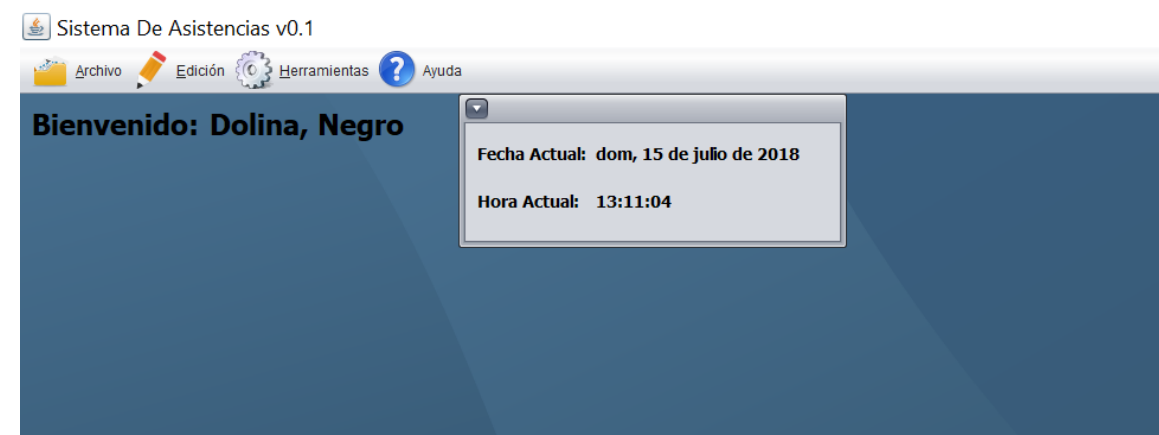 Sistema De Asistencias v0.1
Archivo Edición Herramientas ? Ayuda
Bienvenido: Dolina, Negro
Fecha Actual: dom, 15 de julio de 2018
Hora Actual: 13:11:04